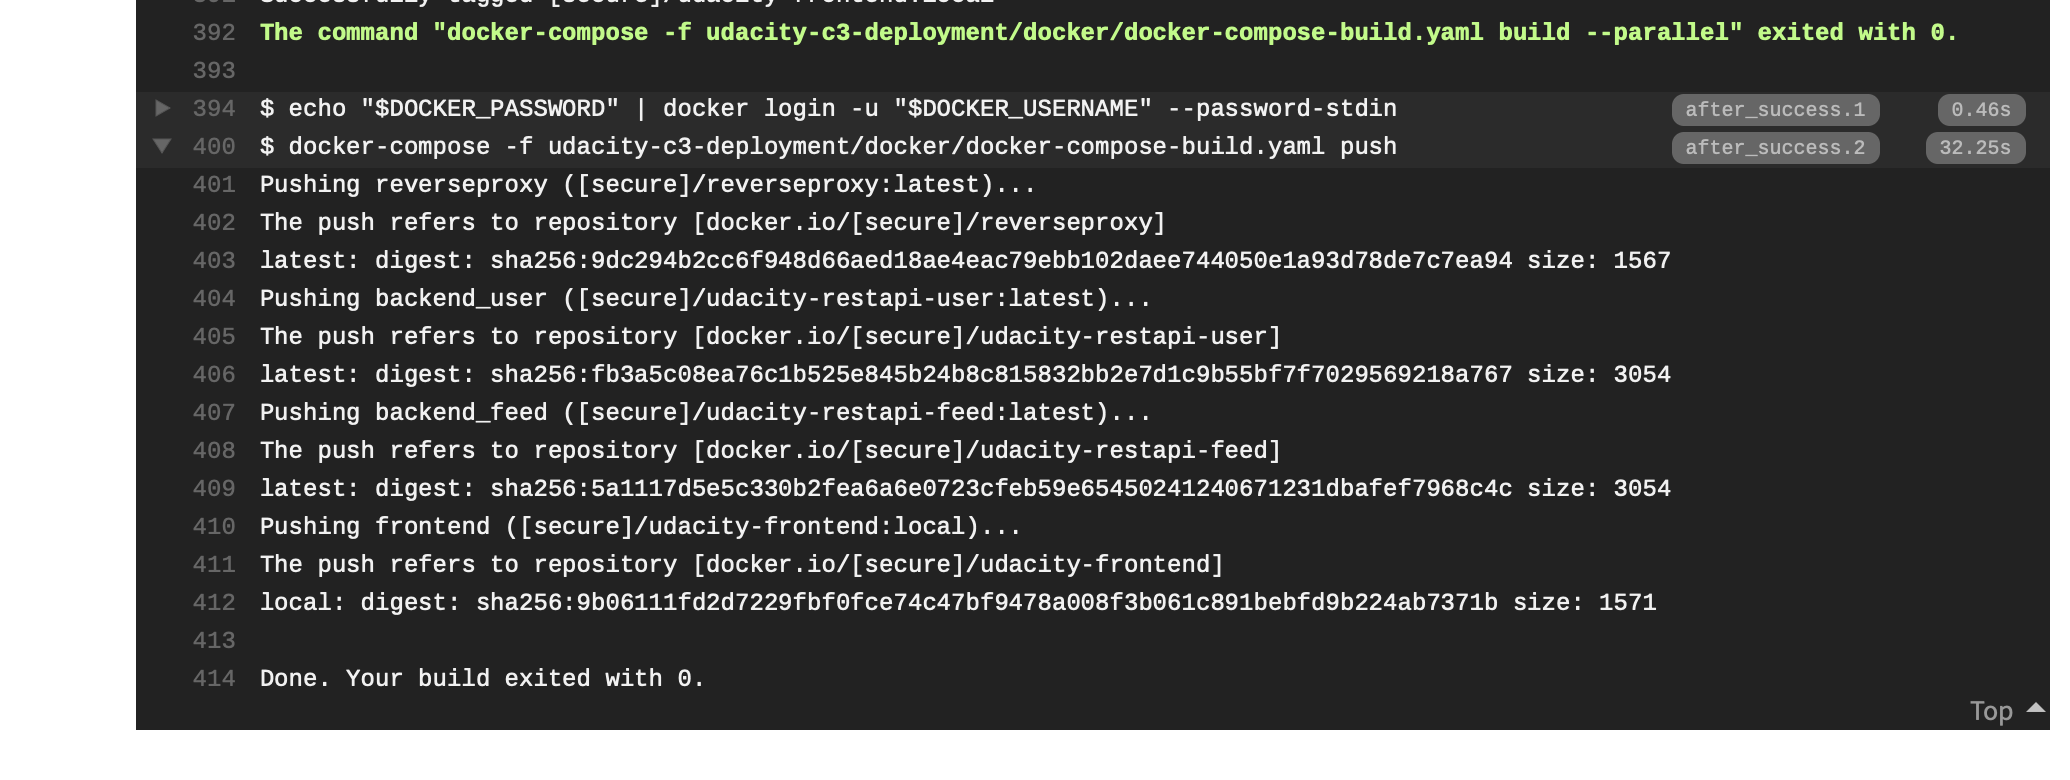 392 The command "docker-compose -f udacity-c3-deployment/docker/docker-compose-build.yaml build --parallel" exited with 0.
393
394 $ echo "$DOCKER_PASSWORD" | docker login -u "$DOCKER_USERNAME" --password-stdin after_success.1 0.46s
400 $ docker-compose -f udacity-c3-deployment/docker/docker-compose-build.yaml push after_success.2 32.25s
401 Pushing reverseproxy ([secure]/reverseproxy:latest)...
402 The push refers to repository [docker.io/[secure]/reverseproxy]
403 latest: digest: sha256:9dc294b2cc6f948d66aed18ae4eac79ebb102daee744050e1a93d78de7c7ea94 size: 1567
404 Pushing backend_user ([secure]/udacity-restapi-user:latest)...
405 The push refers to repository [docker.io/[secure]/udacity-restapi-user]
406 latest: digest: sha256:fb3a5c08ea76c1b525e845b24b8c815832bb2e7d1c9b55bf7f7029569218a767 size: 3054
407 Pushing backend_feed ([secure]/udacity-restapi-feed:latest)...
408 The push refers to repository [docker.io/[secure]/udacity-restapi-feed]
409 latest: digest: sha256:5a1117d5e5c330b2fea6a6e0723cfeb59e65450241240671231dbafef7968c4c size: 3054
410 Pushing frontend ([secure]/udacity-frontend:local)...
411 The push refers to repository [docker.io/[secure]/udacity-frontend]
412 local: digest: sha256:9b06111fd2d7229fbf0fce74c47bf9478a008f3b061c891bebfd9b224ab7371b size: 1571
413
414 Done. Your build exited with 0.
Top